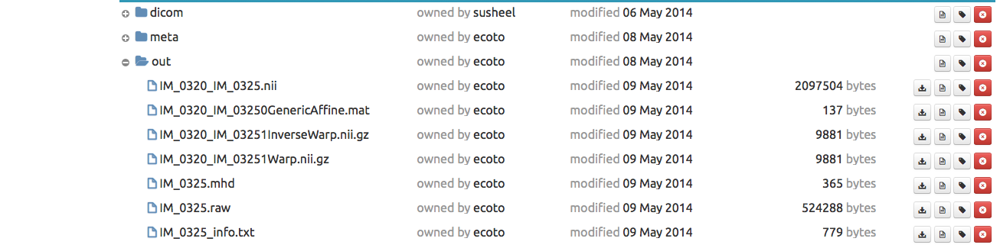 dicom owned by susheel modified 06 May 2014
meta owned by ecoto modified 08 May 2014
out owned by ecoto modified 08 May 2014
IM_0320_IM_0325.nii owned by ecoto modified 09 May 2014 2097504 bytes
IM_0320_IM_03250GenericAffine.mat owned by ecoto modified 09 May 2014 137 bytes
IM_0320_IM_03251InverseWarp.nii.gz owned by ecoto modified 09 May 2014 9881 bytes
IM_0320_IM_03251Warp.nii.gz owned by ecoto modified 09 May 2014 9881 bytes
IM_0325.mhd owned by ecoto modified 09 May 2014 365 bytes
IM_0325.raw owned by ecoto modified 09 May 2014 524288 bytes
IM_0325_info.txt owned by ecoto modified 09 May 2014 779 bytes